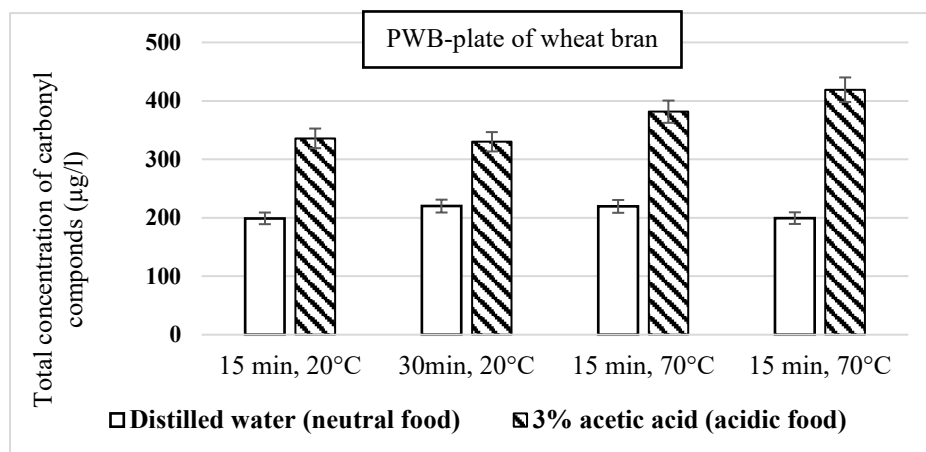 PWB-plate of wheat bran
Total concentration of carbonyl
componds (µg/l)
500
400
300
200
100
0
15 min, 20°C 30min, 20°C 15 min, 70°C 15 min, 70°C
Distilled water (neutral food) 3% acetic acid (acidic food)